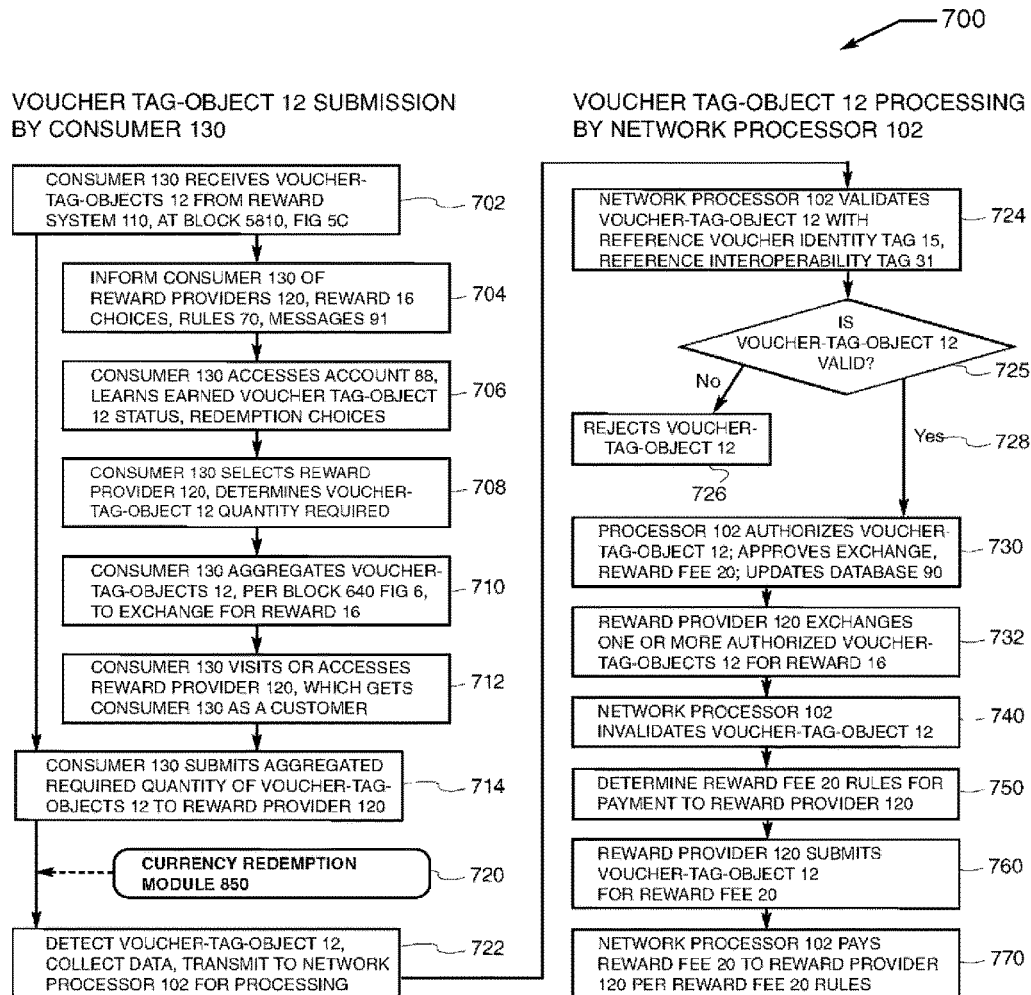 700
VOUCHER TAG-OBJECT 12 SUBMISSION
BY CONSUMER 130
CONSUMER 130 RECEIVES VOUCHER-
TAG-OBJECTS 12 FROM REWARD
SYSTEM 110, AT BLOCK 5810, FIG 5C
702
INFORM CONSUMER 130 OF
REWARD PROVIDERS 120, REWARD 16
CHOICES, RULES 70, MESSAGES 91
704
CONSUMER 130 ACCESSES ACCOUNT 88,
LEARNS EARNED VOUCHER TAG-OBJECT
12 STATUS, REDEMPTION CHOICES
706
CONSUMER 130 SELECTS REWARD
PROVIDER 120, DETERMINES VOUCHER-
TAG-OBJECT 12 QUANTITY REQUIRED
708
CONSUMER 130 AGGREGATES VOUCHER-
TAG-OBJECTS 12, PER BLOCK 640 FIG 6,
TO EXCHANGE FOR REWARD 16
710
CONSUMER 130 VISITS OR ACCESSES
REWARD PROVIDER 120, WHICH GETS
CONSUMER 130 AS A CUSTOMER
712
CONSUMER 130 SUBMITS AGGREGATED
REQUIRED QUANTITY OF VOUCHER-TAG-
OBJECTS 12 TO REWARD PROVIDER 120
714
CURRENCY REDEMPTION
MODULE 850
720
DETECT VOUCHER-TAG-OBJECT 12,
COLLECT DATA, TRANSMIT TO NETWORK
PROCESSOR 102 FOR PROCESSING
722
VOUCHER TAG-OBJECT 12 PROCESSING
BY NETWORK PROCESSOR 102
NETWORK PROCESSOR 102 VALIDATES
VOUCHER-TAG-OBJECT 12 WITH
REFERENCE VOUCHER IDENTITY TAG 15,
REFERENCE INTEROPERABILITY TAG 31
724
IS
VOUCHER-TAG-OBJECT 12
VALID?
725
No
REJECTS VOUCHER-
TAG-OBJECT 12
726
Yes
728
PROCESSOR 102 AUTHORIZES VOUCHER-
TAG-OBJECT 12; APPROVES EXCHANGE,
REWARD FEE 20; UPDATES DATABASE 90
730
REWARD PROVIDER 120 EXCHANGES
ONE OR MORE AUTHORIZED VOUCHER-
TAG-OBJECTS 12 FOR REWARD 16
732
NETWORK PROCESSOR 102
INVALIDATES VOUCHER-TAG-OBJECT 12
740
DETERMINE REWARD FEE 20 RULES FOR
PAYMENT TO REWARD PROVIDER 120
750
REWARD PROVIDER 120 SUBMITS
VOUCHER-TAG-OBJECT 12
FOR REWARD FEE 20
760
NETWORK PROCESSOR 102 PAYS
REWARD FEE 20 TO REWARD PROVIDER
120 PER REWARD FEE 20 RULES
770